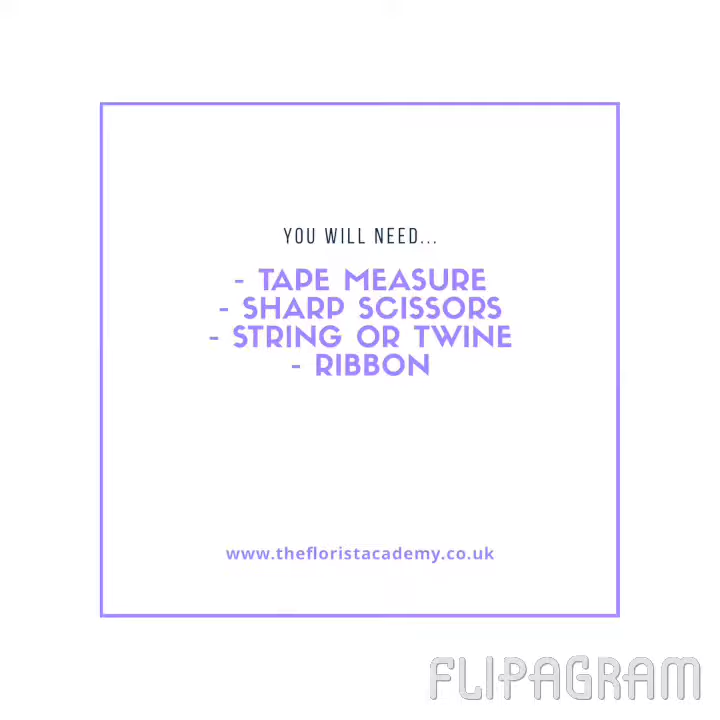 YOU WILL NEED...
- TAPE MEASURE
- SHARP SCISSORS
- STRING OR TWINE
- RIBBON
www.thefloristacademy.co.uk
FLIPAGRAM